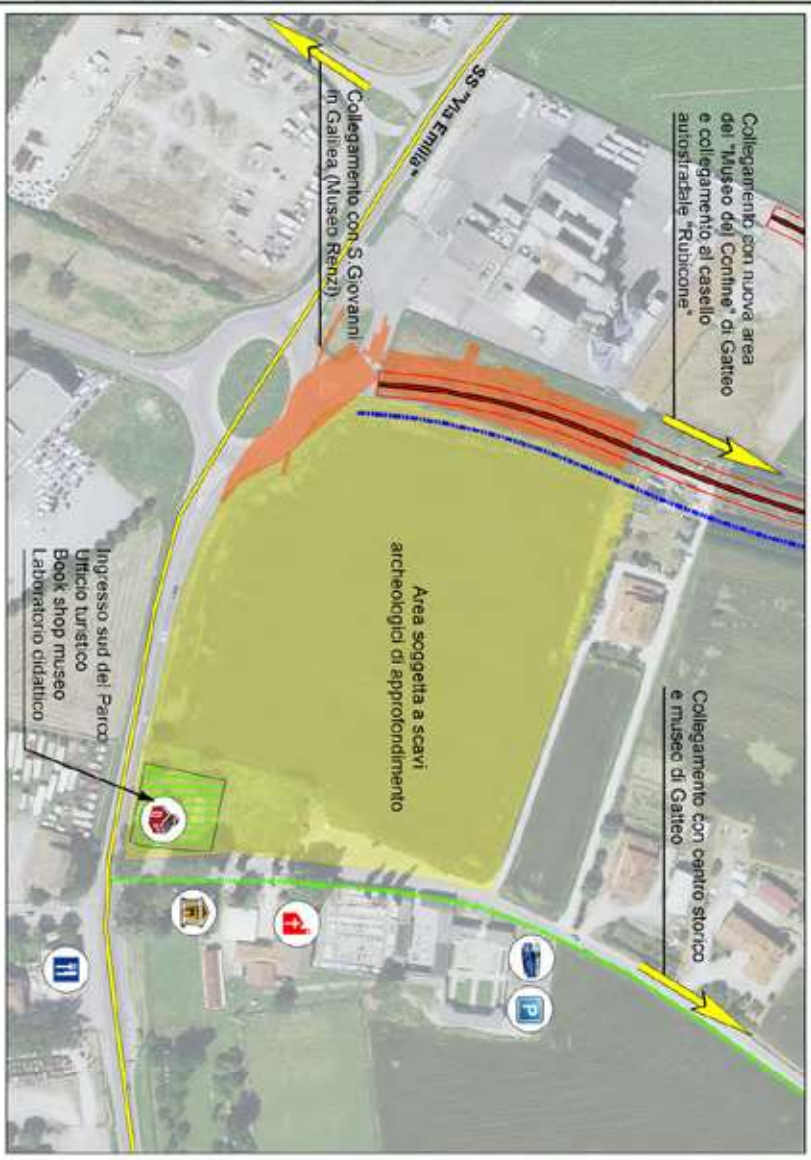 Collegamento con nuova area
del "Museo del Confine" di Gatteo
e collegamento al casello
autostradale "Rubicone"
Collegamento con centro storico
e museo di Gatteo
P
SS "Via Emilia"
Area soggetta a scavi
archeologici di approfondimento
Collegamento con S.Giovanni
in Galilea (Museo Renzi)
Ingresso sud del Parco
Ufficio turistico
Book shop museo
Laboratorio didattico